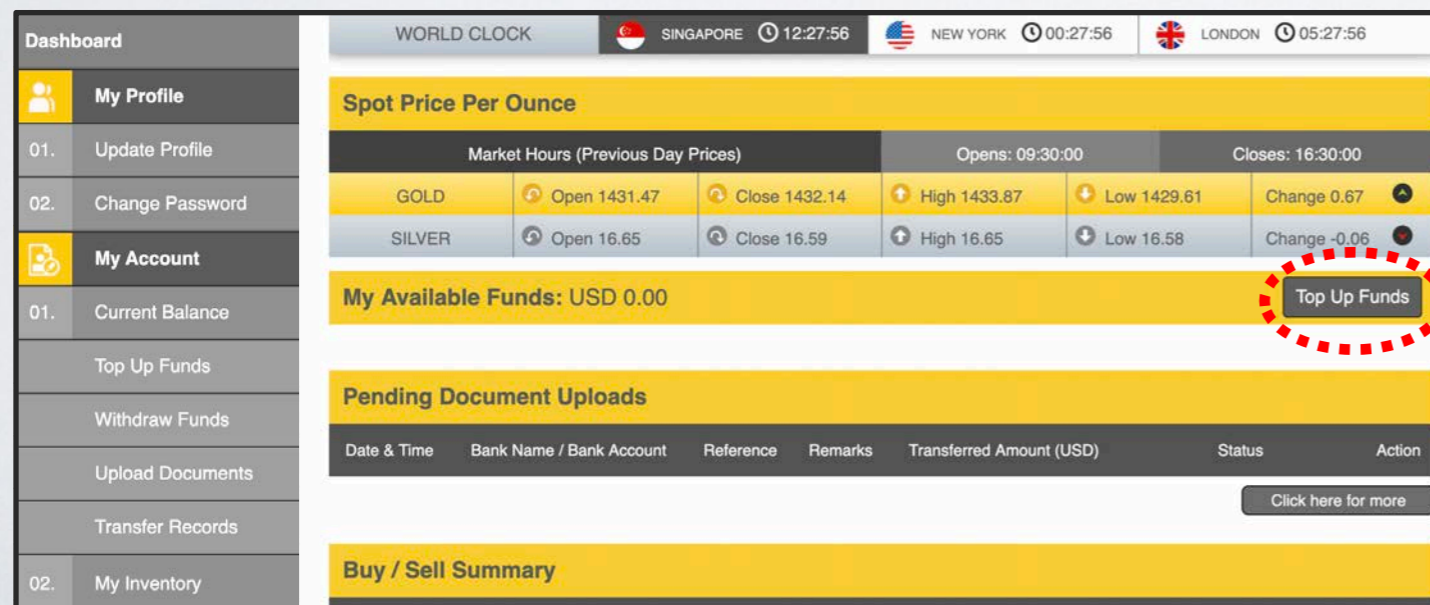 Dashboard
My Profile
01. Update Profile
02. Change Password
My Account
01. Current Balance
Top Up Funds
Withdraw Funds
Upload Documents
Transfer Records
02. My Inventory
WORLD CLOCK SINGAPORE 12:27:56 NEW YORK 00:27:56 LONDON 05:27:56
Spot Price Per Ounce
Market Hours (Previous Day Prices) Opens: 09:30:00 Closes: 16:30:00
GOLD Open 1431.47 Close 1432.14 High 1433.87 Low 1429.61 Change 0.67
SILVER Open 16.65 Close 16.59 High 16.65 Low 16.58 Change -0.06
My Available Funds: USD 0.00 Top Up Funds
Pending Document Uploads
Date & Time Bank Name / Bank Account Reference Remarks Transferred Amount (USD) Status Action
Click here for more
Buy / Sell Summary